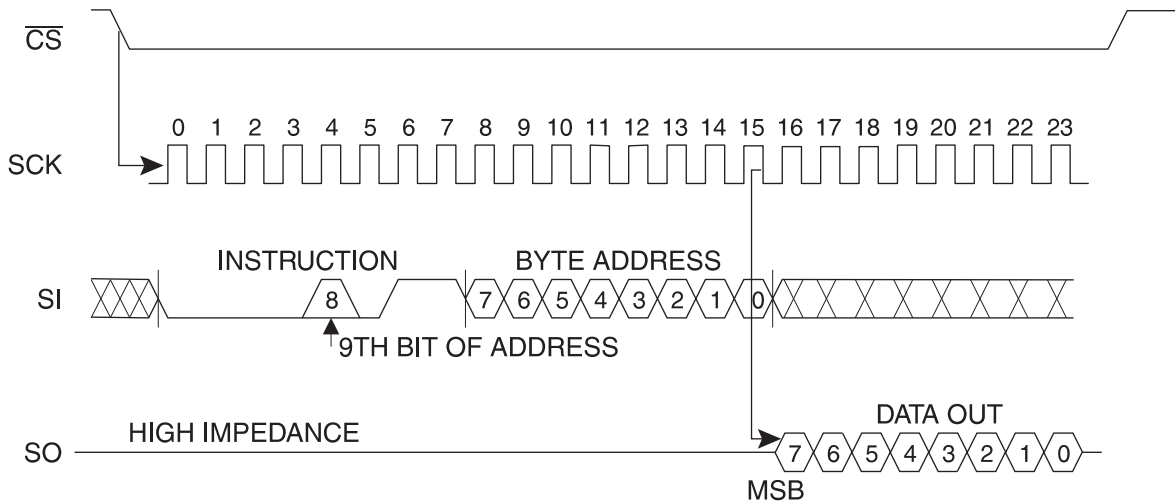 CS
0 1 2 3 4 5 6 7 8 9 10 11 12 13 14 15 16 17 18 19 20 21 22 23
SCK
INSTRUCTION BYTE ADDRESS
SI 8 7 6 5 4 3 2 1 0
9TH BIT OF ADDRESS
DATA OUT
HIGH IMPEDANCE
SO 7 6 5 4 3 2 1 0
MSB